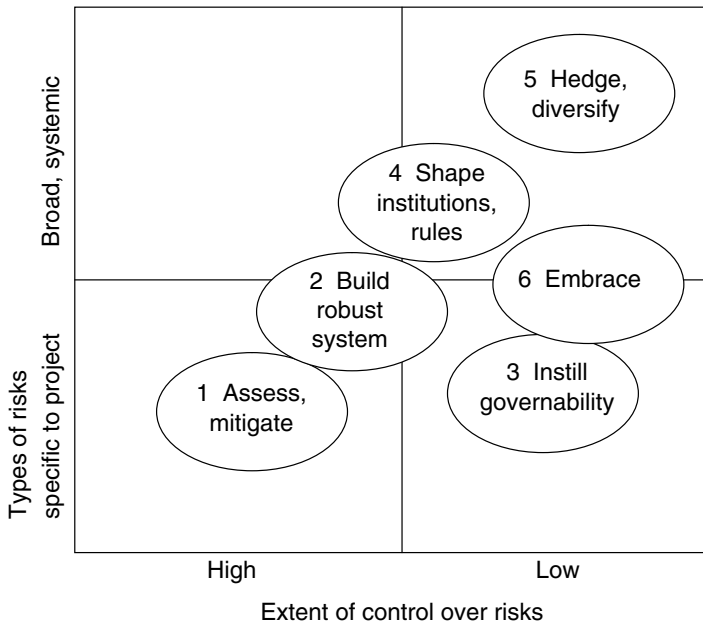 Broad, systemic
Types of risks
specific to project
5 Hedge,
diversify
4 Shape
institutions,
rules
2 Build
robust
system
6 Embrace
1 Assess,
mitigate
3 Instill
governability
High
Low
Extent of control over risks